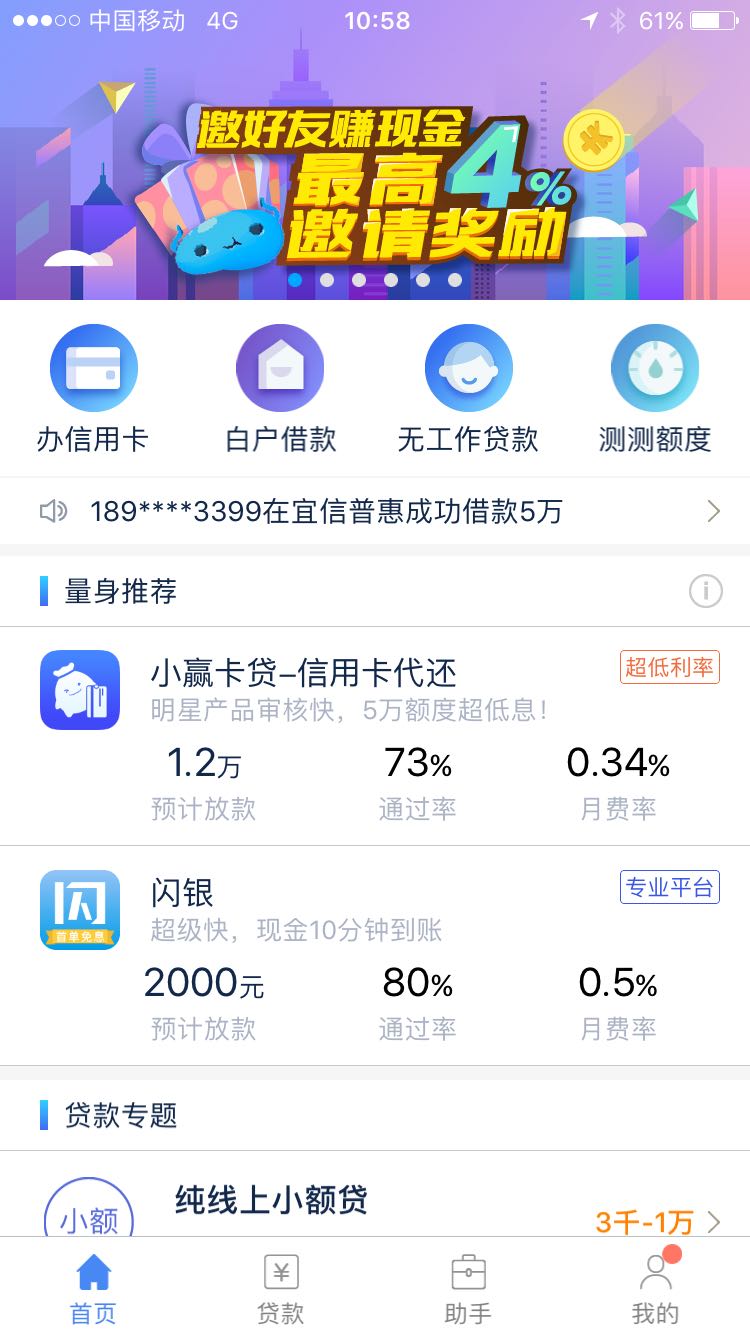 中国移动 4G 10:58 61%
邀好友赚现金
最高4%
邀请奖励
办信用卡 白户借款 无工作贷款 测测额度
189****3399在宜信普惠成功借款5万
量身推荐
小赢卡贷-信用卡代还 超低利率
明星产品审核快，5万额度超低息！
1.2万 73% 0.34%
预计放款 通过率 月费率
闪
首单免息
闪银 专业平台
超级快，现金10分钟到账
2000元 80% 0.5%
预计放款 通过率 月费率
贷款专题
小额
纯线上小额贷
3千-1万
首页 贷款 助手 我的